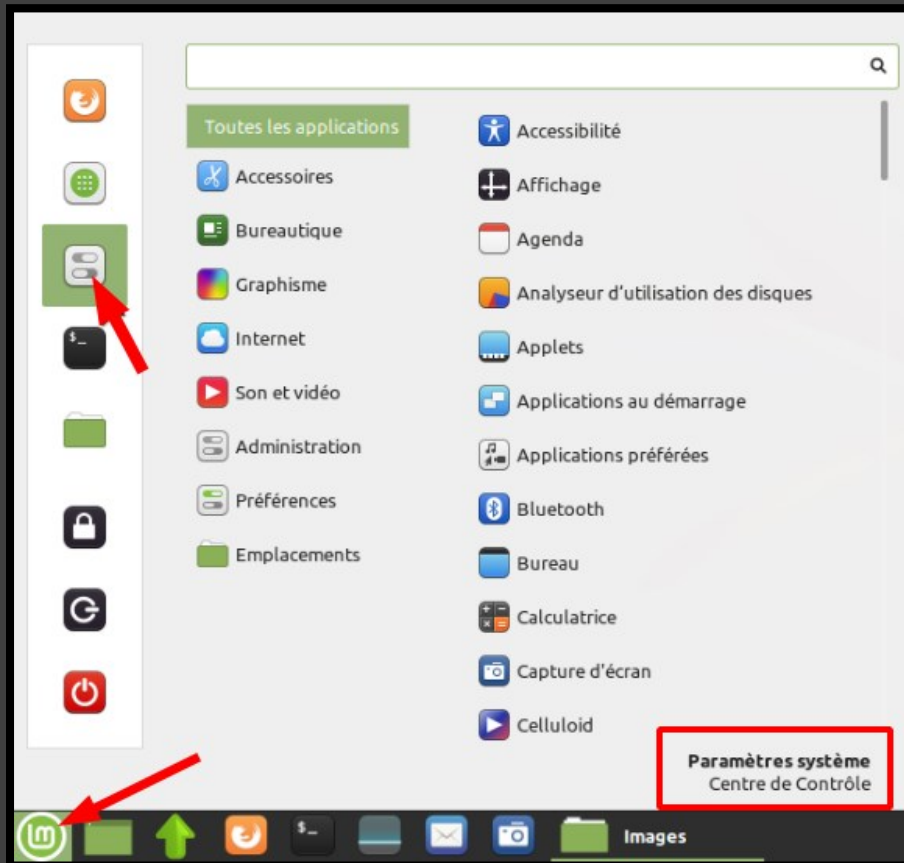 Toutes les applications
Accessoires
Bureautique
Graphisme
Internet
Son et vidéo
Administration
Préférences
Emplacements
Accessibilité
Affichage
Agenda
Analyseur d'utilisation des disques
Applets
Applications au démarrage
Applications préférées
Bluetooth
Bureau
Calculatrice
Capture d'écran
Celluloid
Paramètres système
Centre de Contrôle
$_
$_
Images